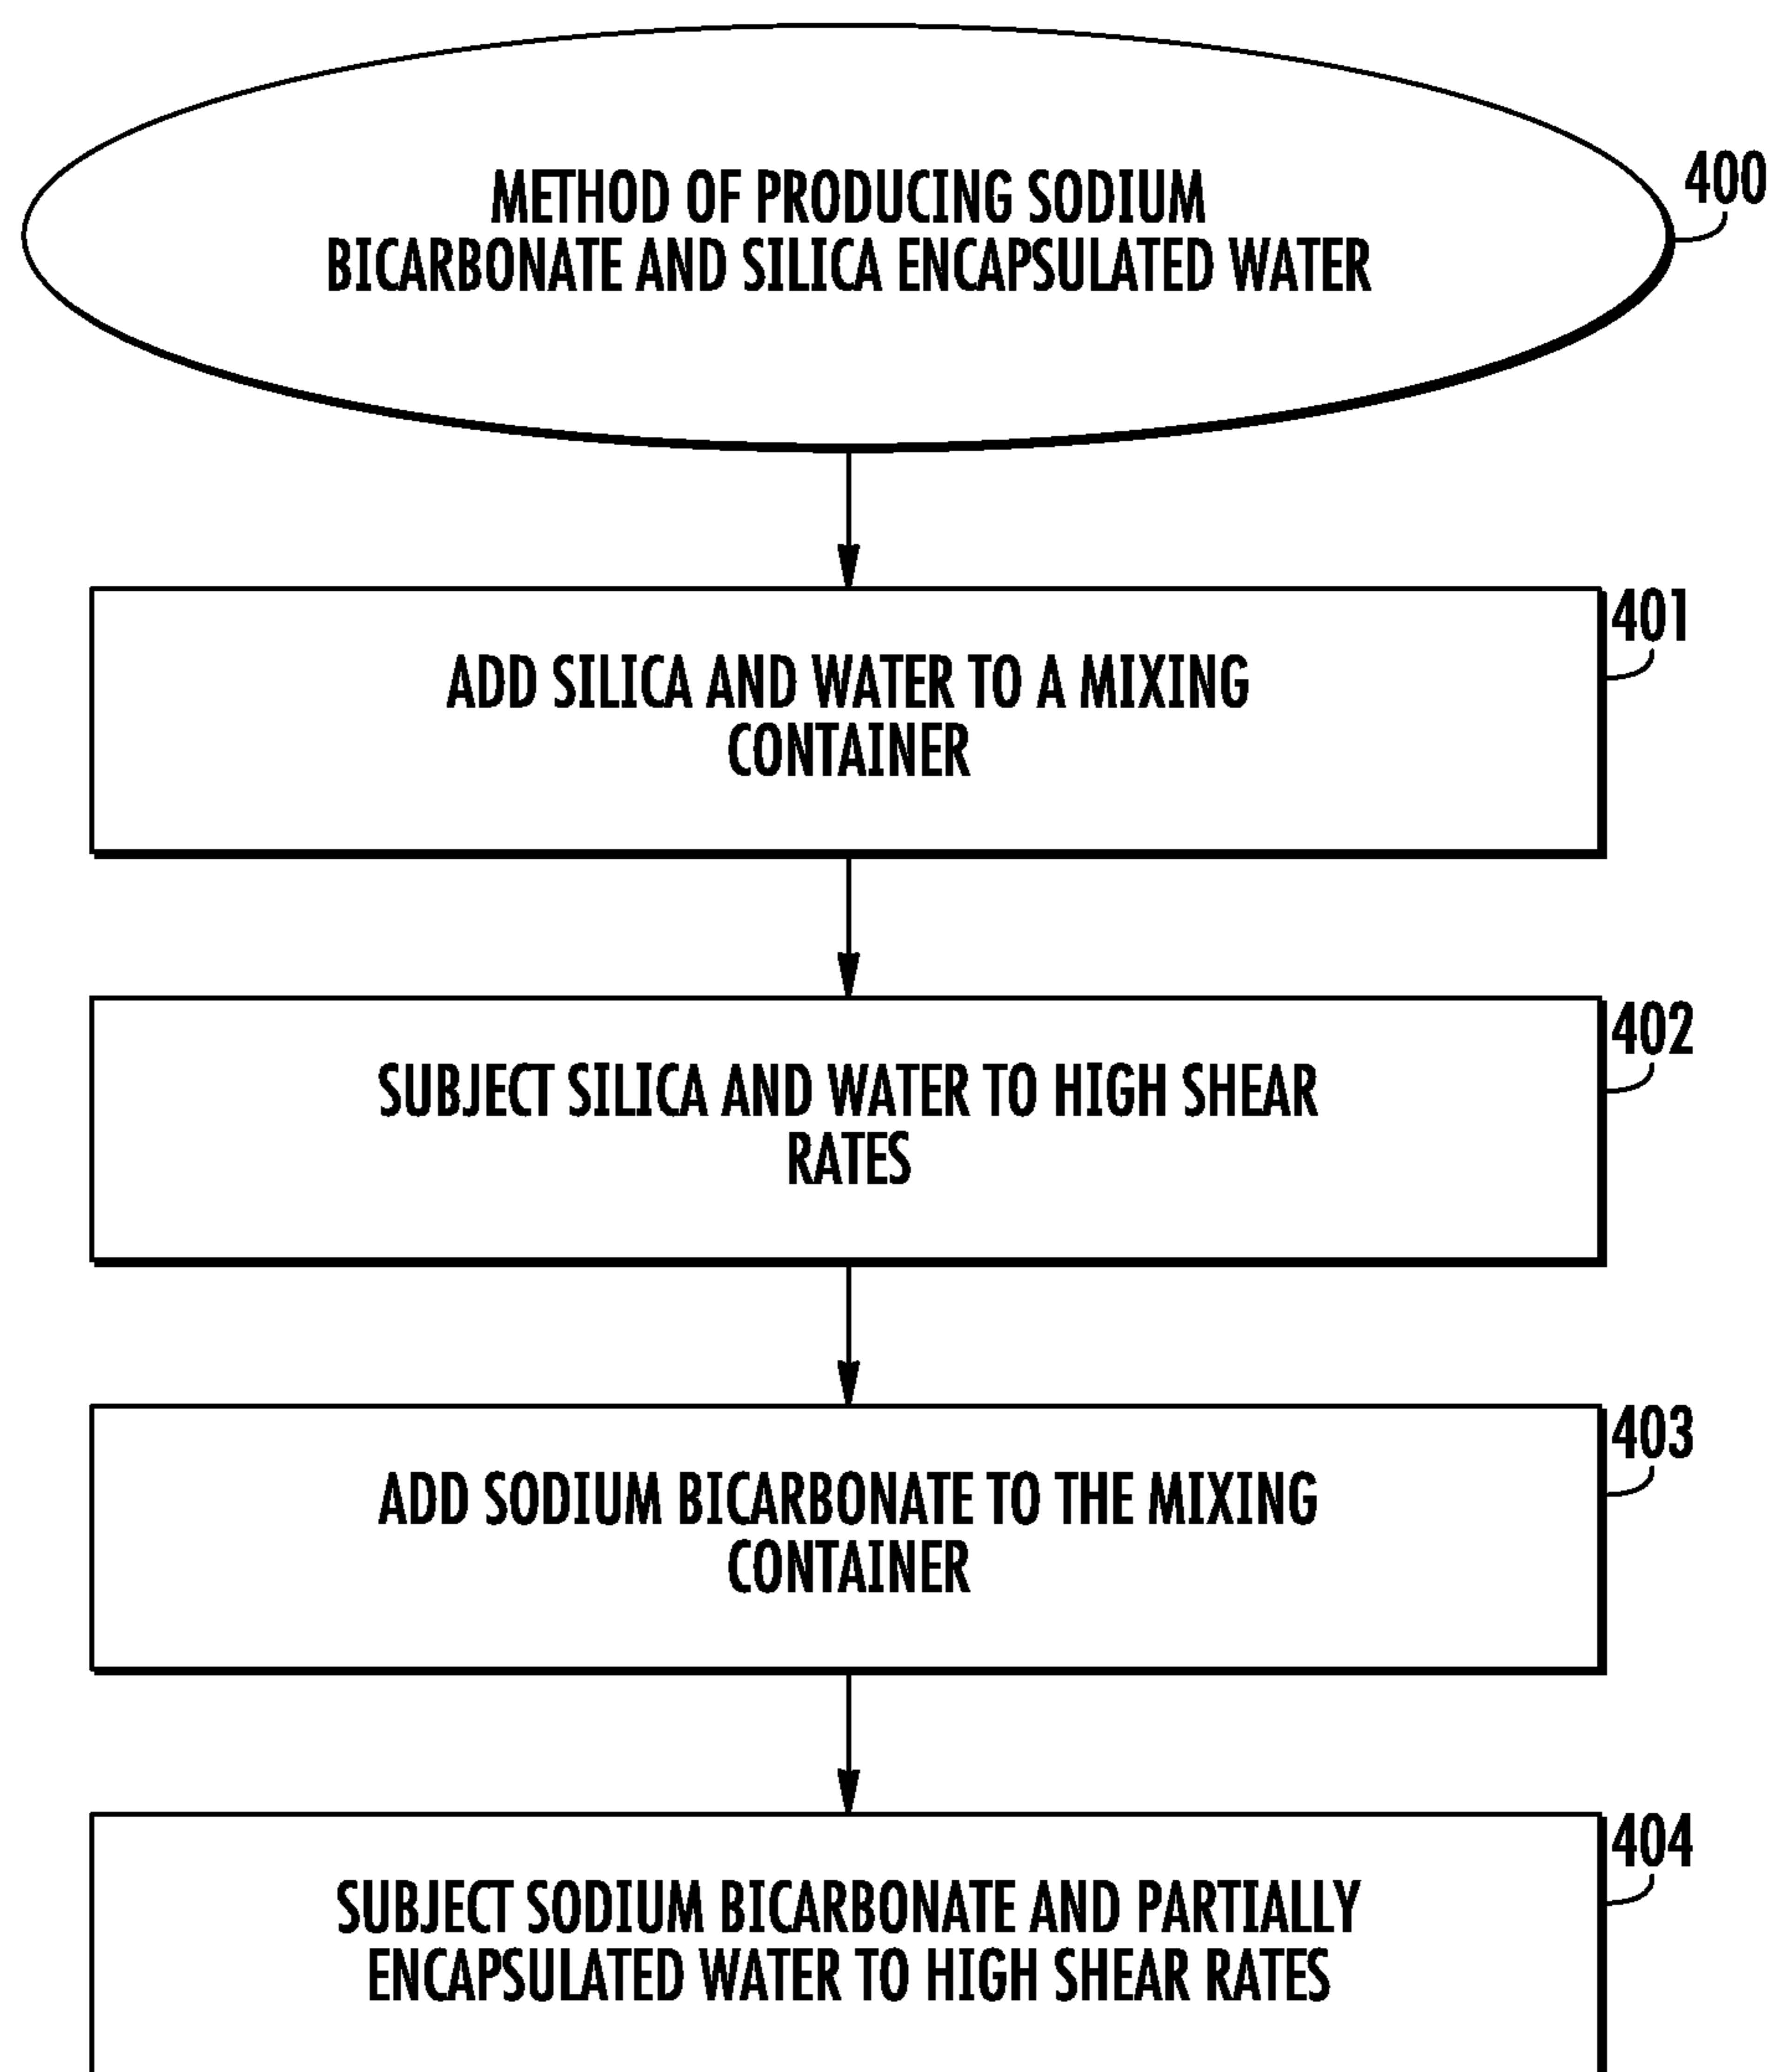 METHOD OF PRODUCING SODIUM
BICARBONATE AND SILICA ENCAPSULATED WATER
400
ADD SILICA AND WATER TO A MIXING
CONTAINER
401
SUBJECT SILICA AND WATER TO HIGH SHEAR
RATES
402
ADD SODIUM BICARBONATE TO THE MIXING
CONTAINER
403
SUBJECT SODIUM BICARBONATE AND PARTIALLY
ENCAPSULATED WATER TO HIGH SHEAR RATES
404